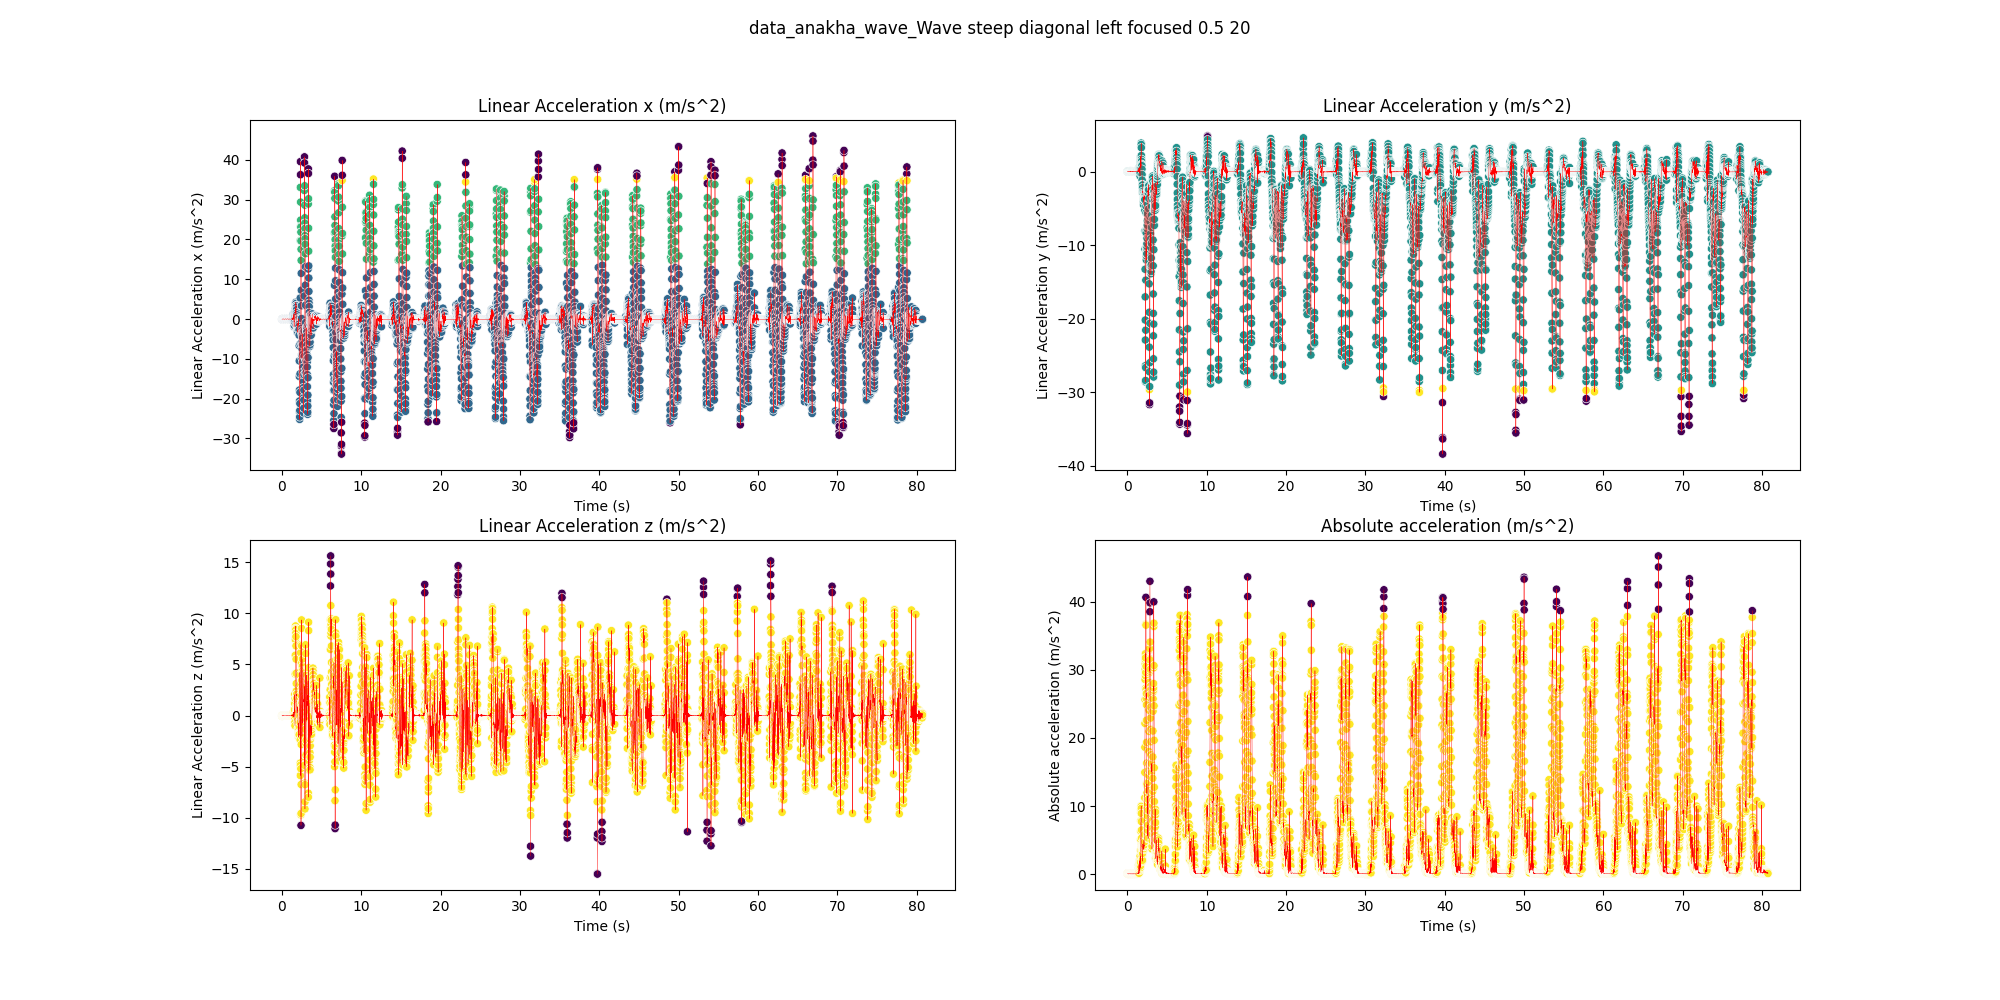 data_anakha_wave_Wave steep diagonal left focused 0.5 20
Linear Acceleration x (m/s^2)
Linear Acceleration x (m/s^2)
40
30
20
10
0
−10
−20
−30
0 10 20 30 40 50 60 70 80
Time (s)
Linear Acceleration y (m/s^2)
Linear Acceleration y (m/s^2)
0
−10
−20
−30
−40
0 10 20 30 40 50 60 70 80
Time (s)
Linear Acceleration z (m/s^2)
Linear Acceleration z (m/s^2)
15
10
5
0
−5
−10
−15
0 10 20 30 40 50 60 70 80
Time (s)
Absolute acceleration (m/s^2)
Absolute acceleration (m/s^2)
40
30
20
10
0
0 10 20 30 40 50 60 70 80
Time (s)